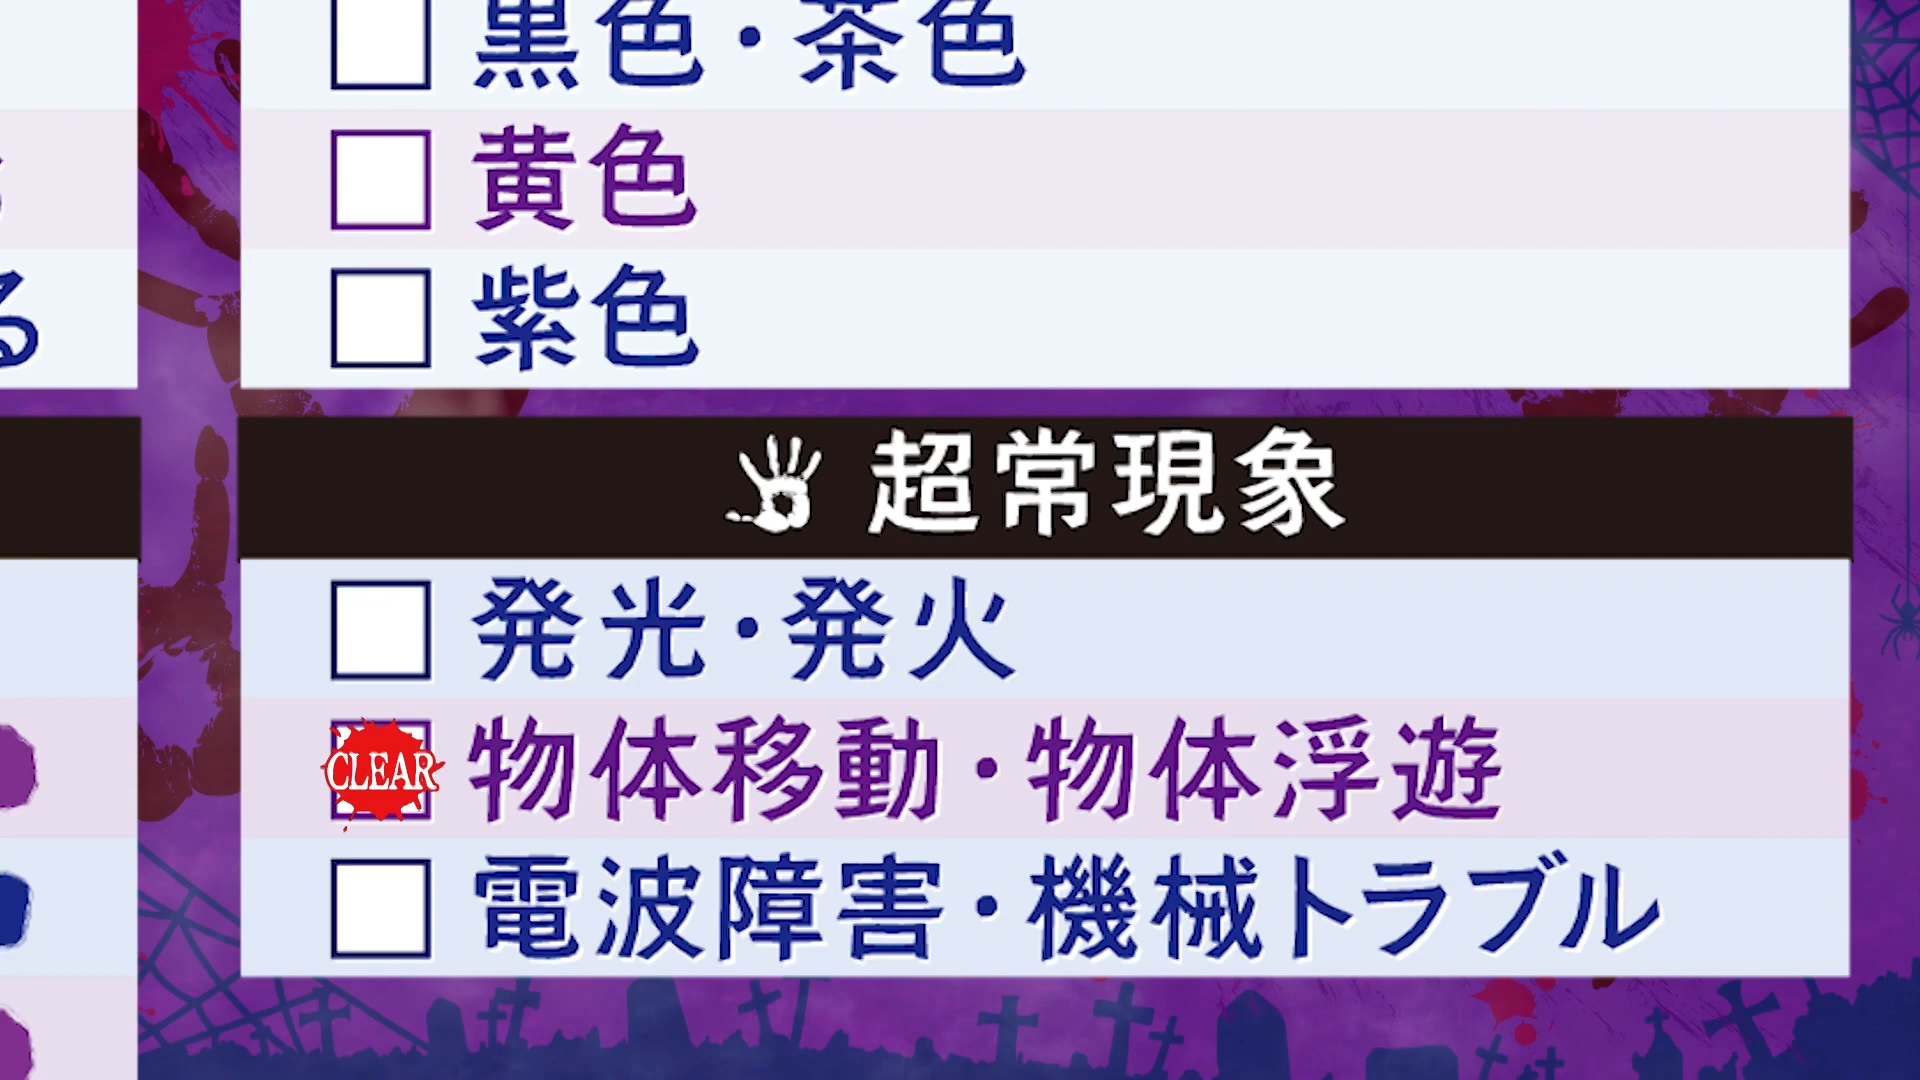 黒色・茶色
黄色
紫色
る
超常現象
発光・発火
CLEAR 物体移動・物体浮遊
電波障害・機械トラブル